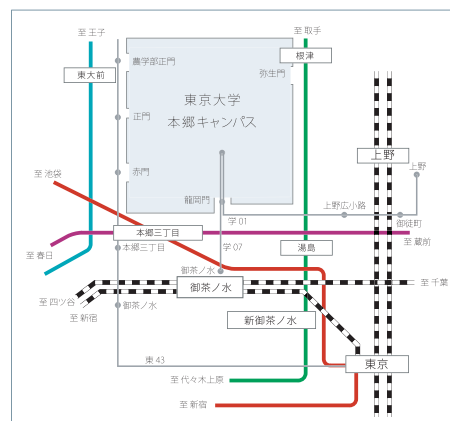 至 王子
至 取手
農学部正門
根津
弥生門
東大前
東京大学
本郷キャンパス
正門
上野
至 池袋
赤門
上野
龍岡門
上野広小路
学 01
御徒町
本郷三丁目
至 蔵前
本郷三丁目
学 07
湯島
至 春日
御茶ノ水
御茶ノ水
至 千葉
至 四ツ谷
御茶ノ水
至 新宿
新御茶ノ水
東 43
東京
至 代々木上原
至 新宿